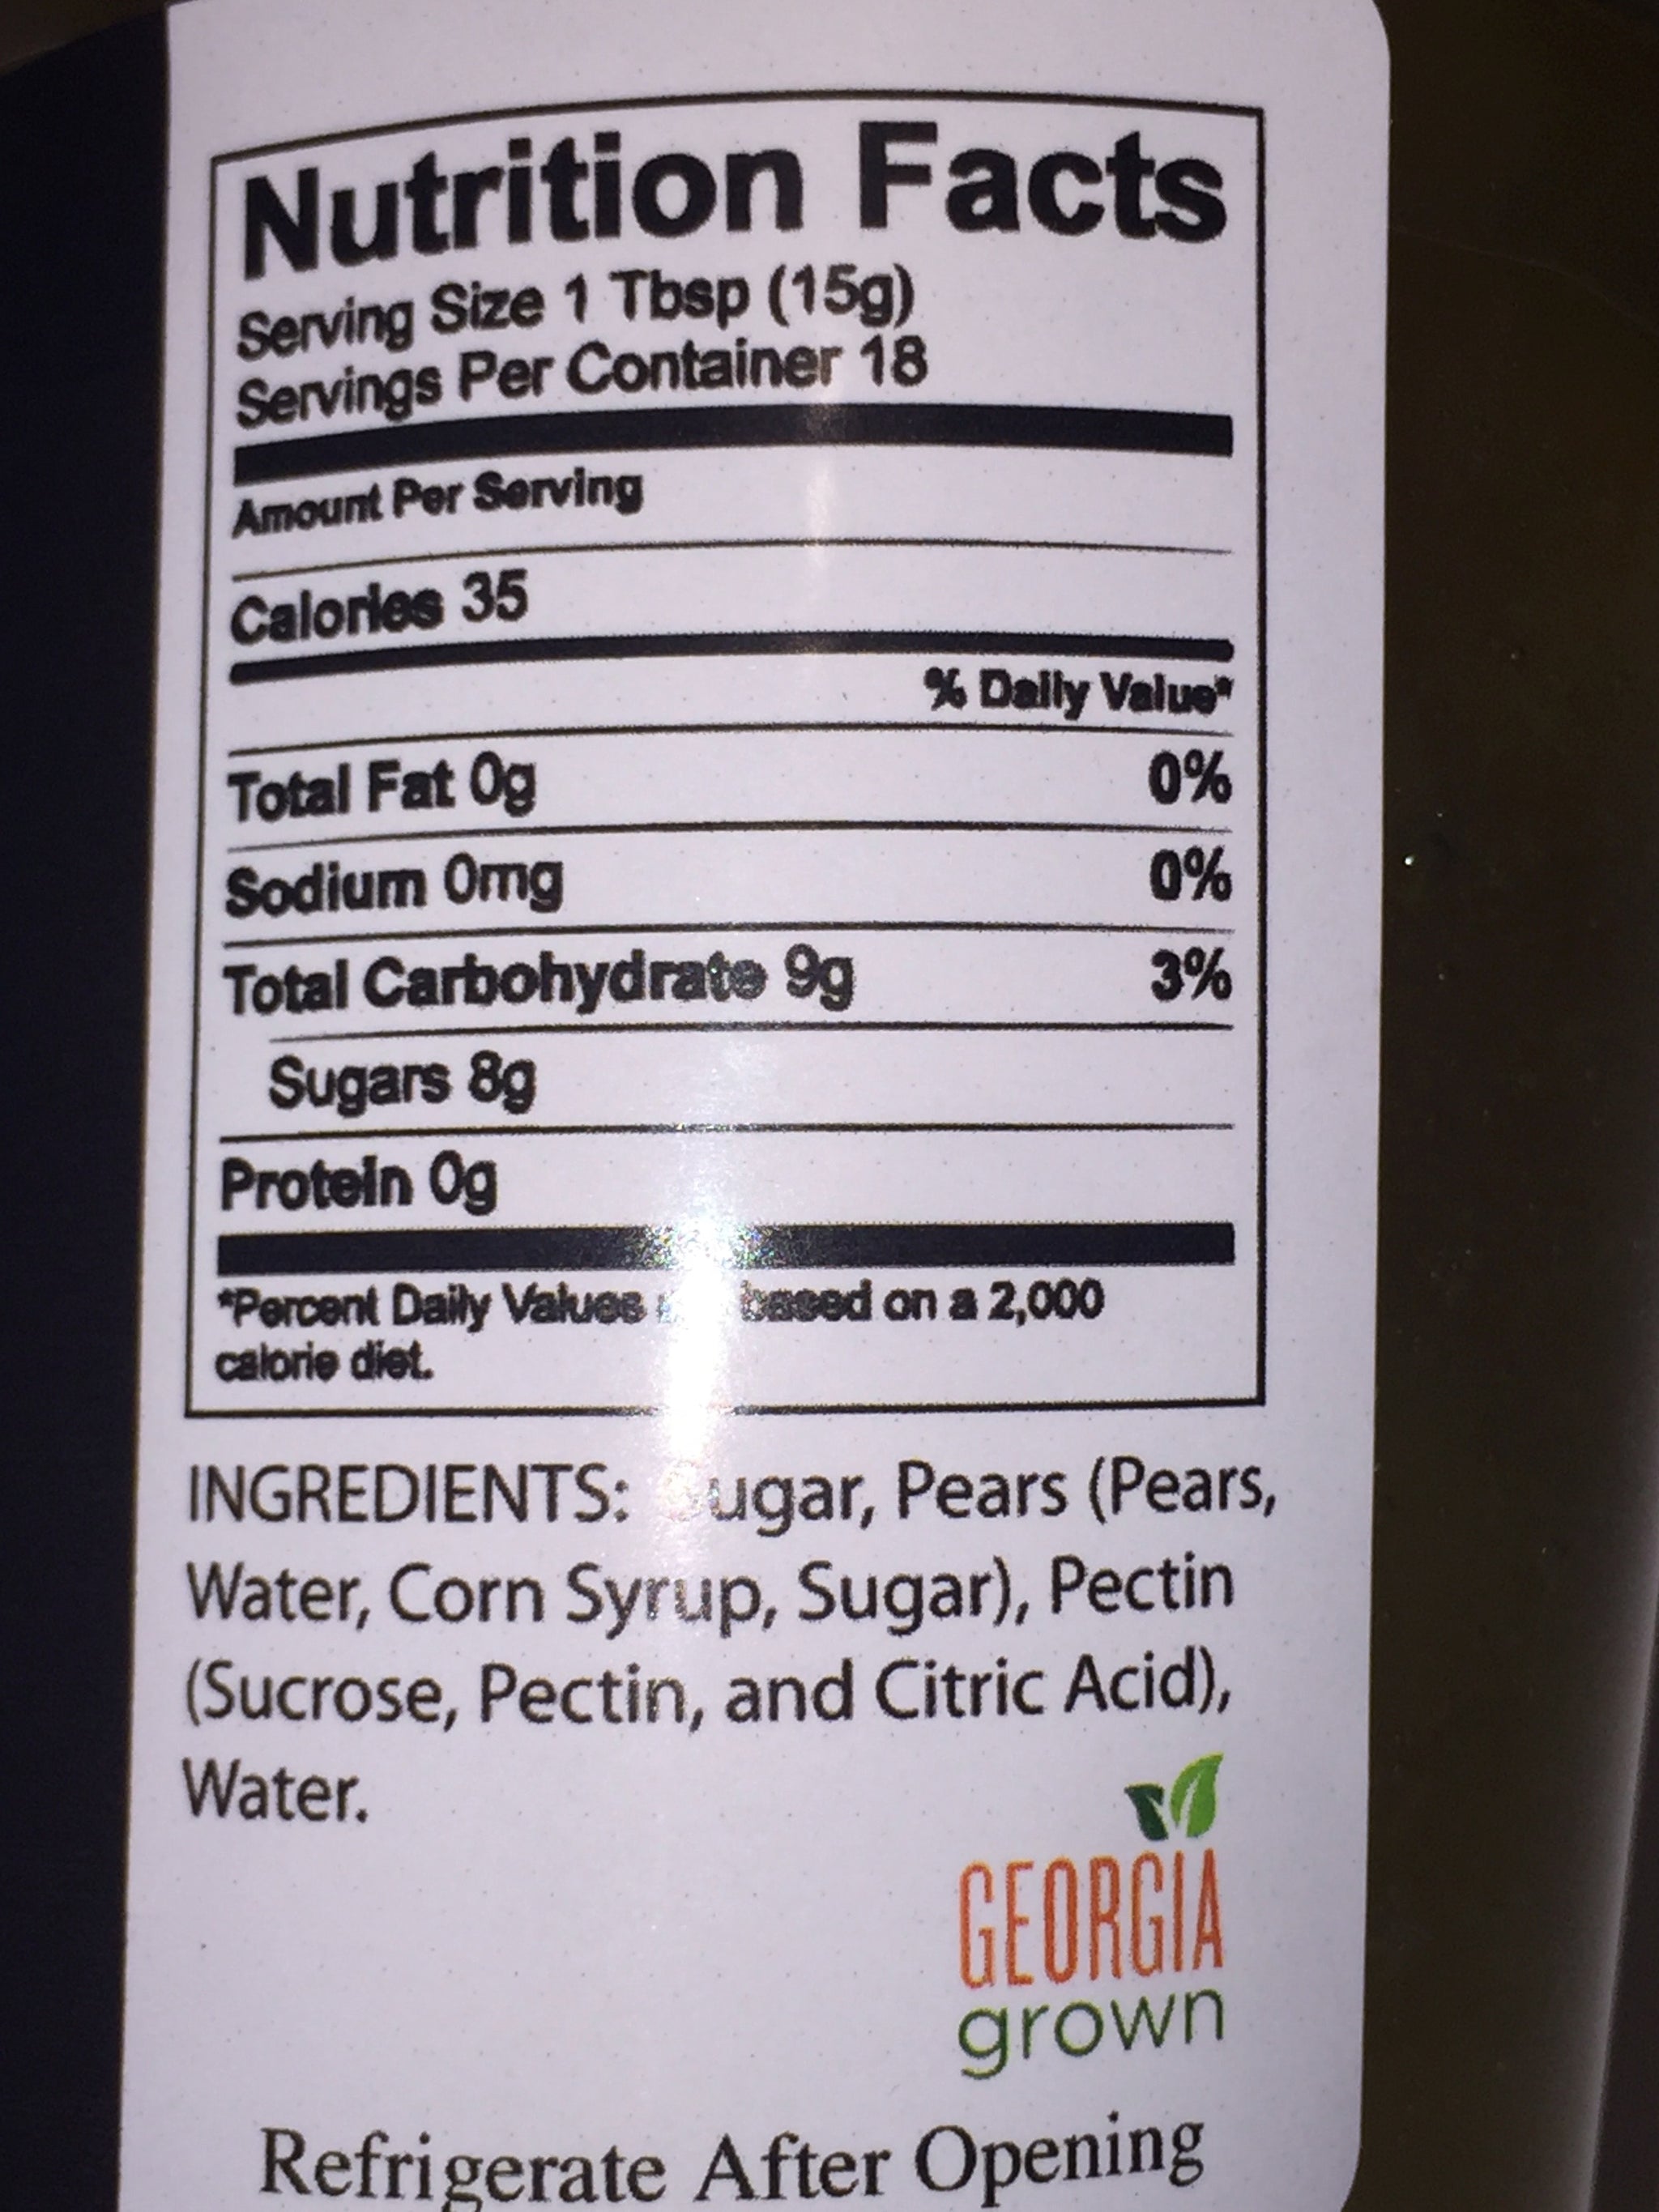 Nutrition Facts
Serving Size 1 Tbsp (15g)
Servings Per Container 18
Amount Per Serving
Calories 35
% Daily Value*
Total Fat 0g 0%
Sodium 0mg 0%
Total Carbohydrate 9g 3%
Sugars 8g
Protein 0g
*Percent Daily Values based on a 2,000
calorie diet.
INGREDIENTS: Sugar, Pears (Pears,
Water, Corn Syrup, Sugar), Pectin
(Sucrose, Pectin, and Citric Acid),
Water.
GEORGIA
grown
Refrigerate After Opening